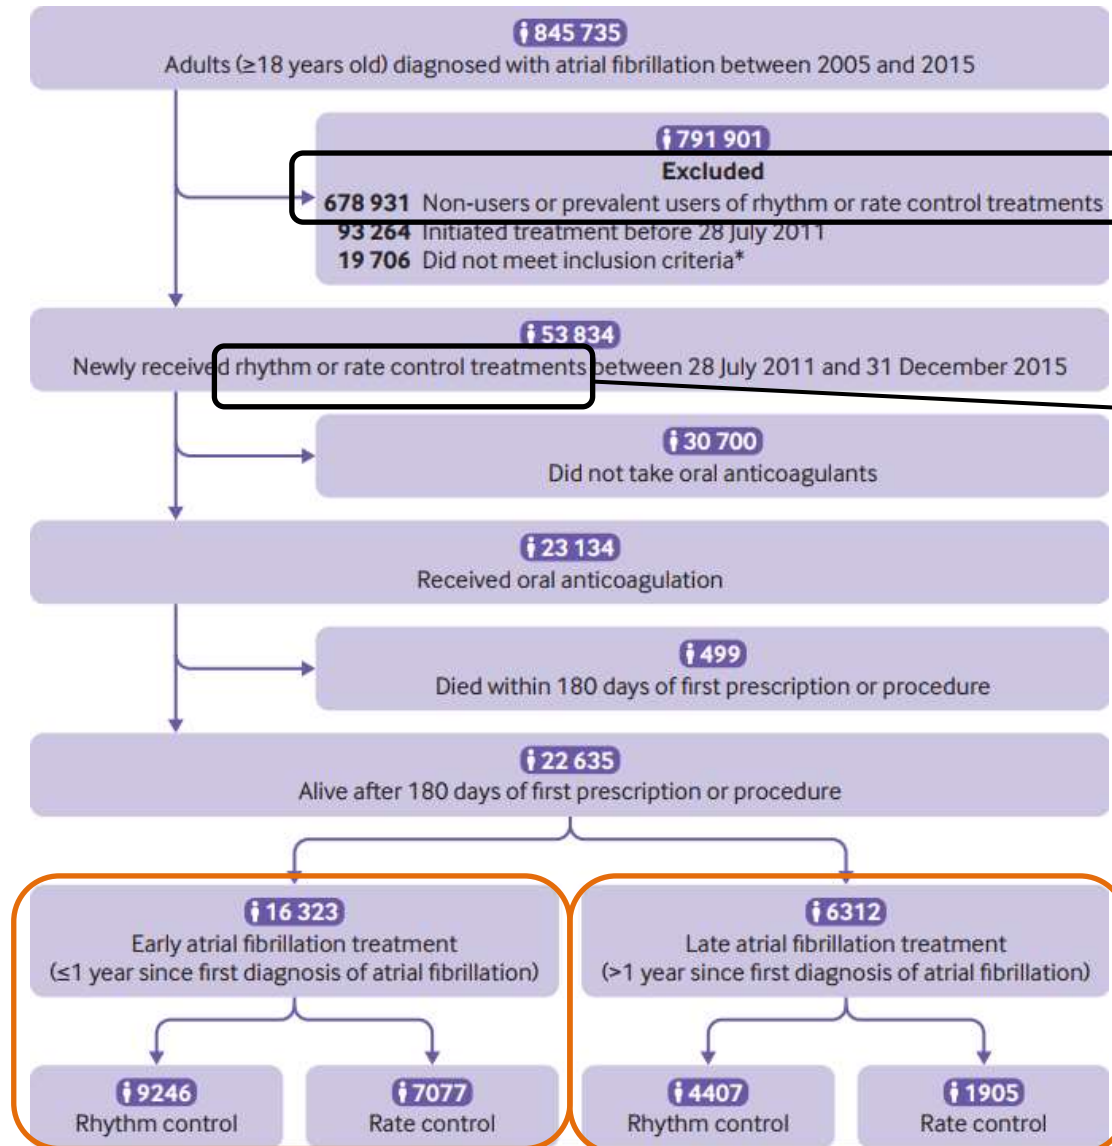 845 735
Adults (≥18 years old) diagnosed with atrial fibrillation between 2005 and 2015
791 901
Excluded
678 931 Non-users or prevalent users of rhythm or rate control treatments
93 264 Initiated treatment before 28 July 2011
19 706 Did not meet inclusion criteria*
53 834
Newly received rhythm or rate control treatments between 28 July 2011 and 31 December 2015
30 700
Did not take oral anticoagulants
23 134
Received oral anticoagulation
499
Died within 180 days of first prescription or procedure
22 635
Alive after 180 days of first prescription or procedure
16 323
Early atrial fibrillation treatment
(≤1 year since first diagnosis of atrial fibrillation)
9246
Rhythm control
7077
Rate control
6312
Late atrial fibrillation treatment
(>1 year since first diagnosis of atrial fibrillation)
4407
Rhythm control
1905
Rate control